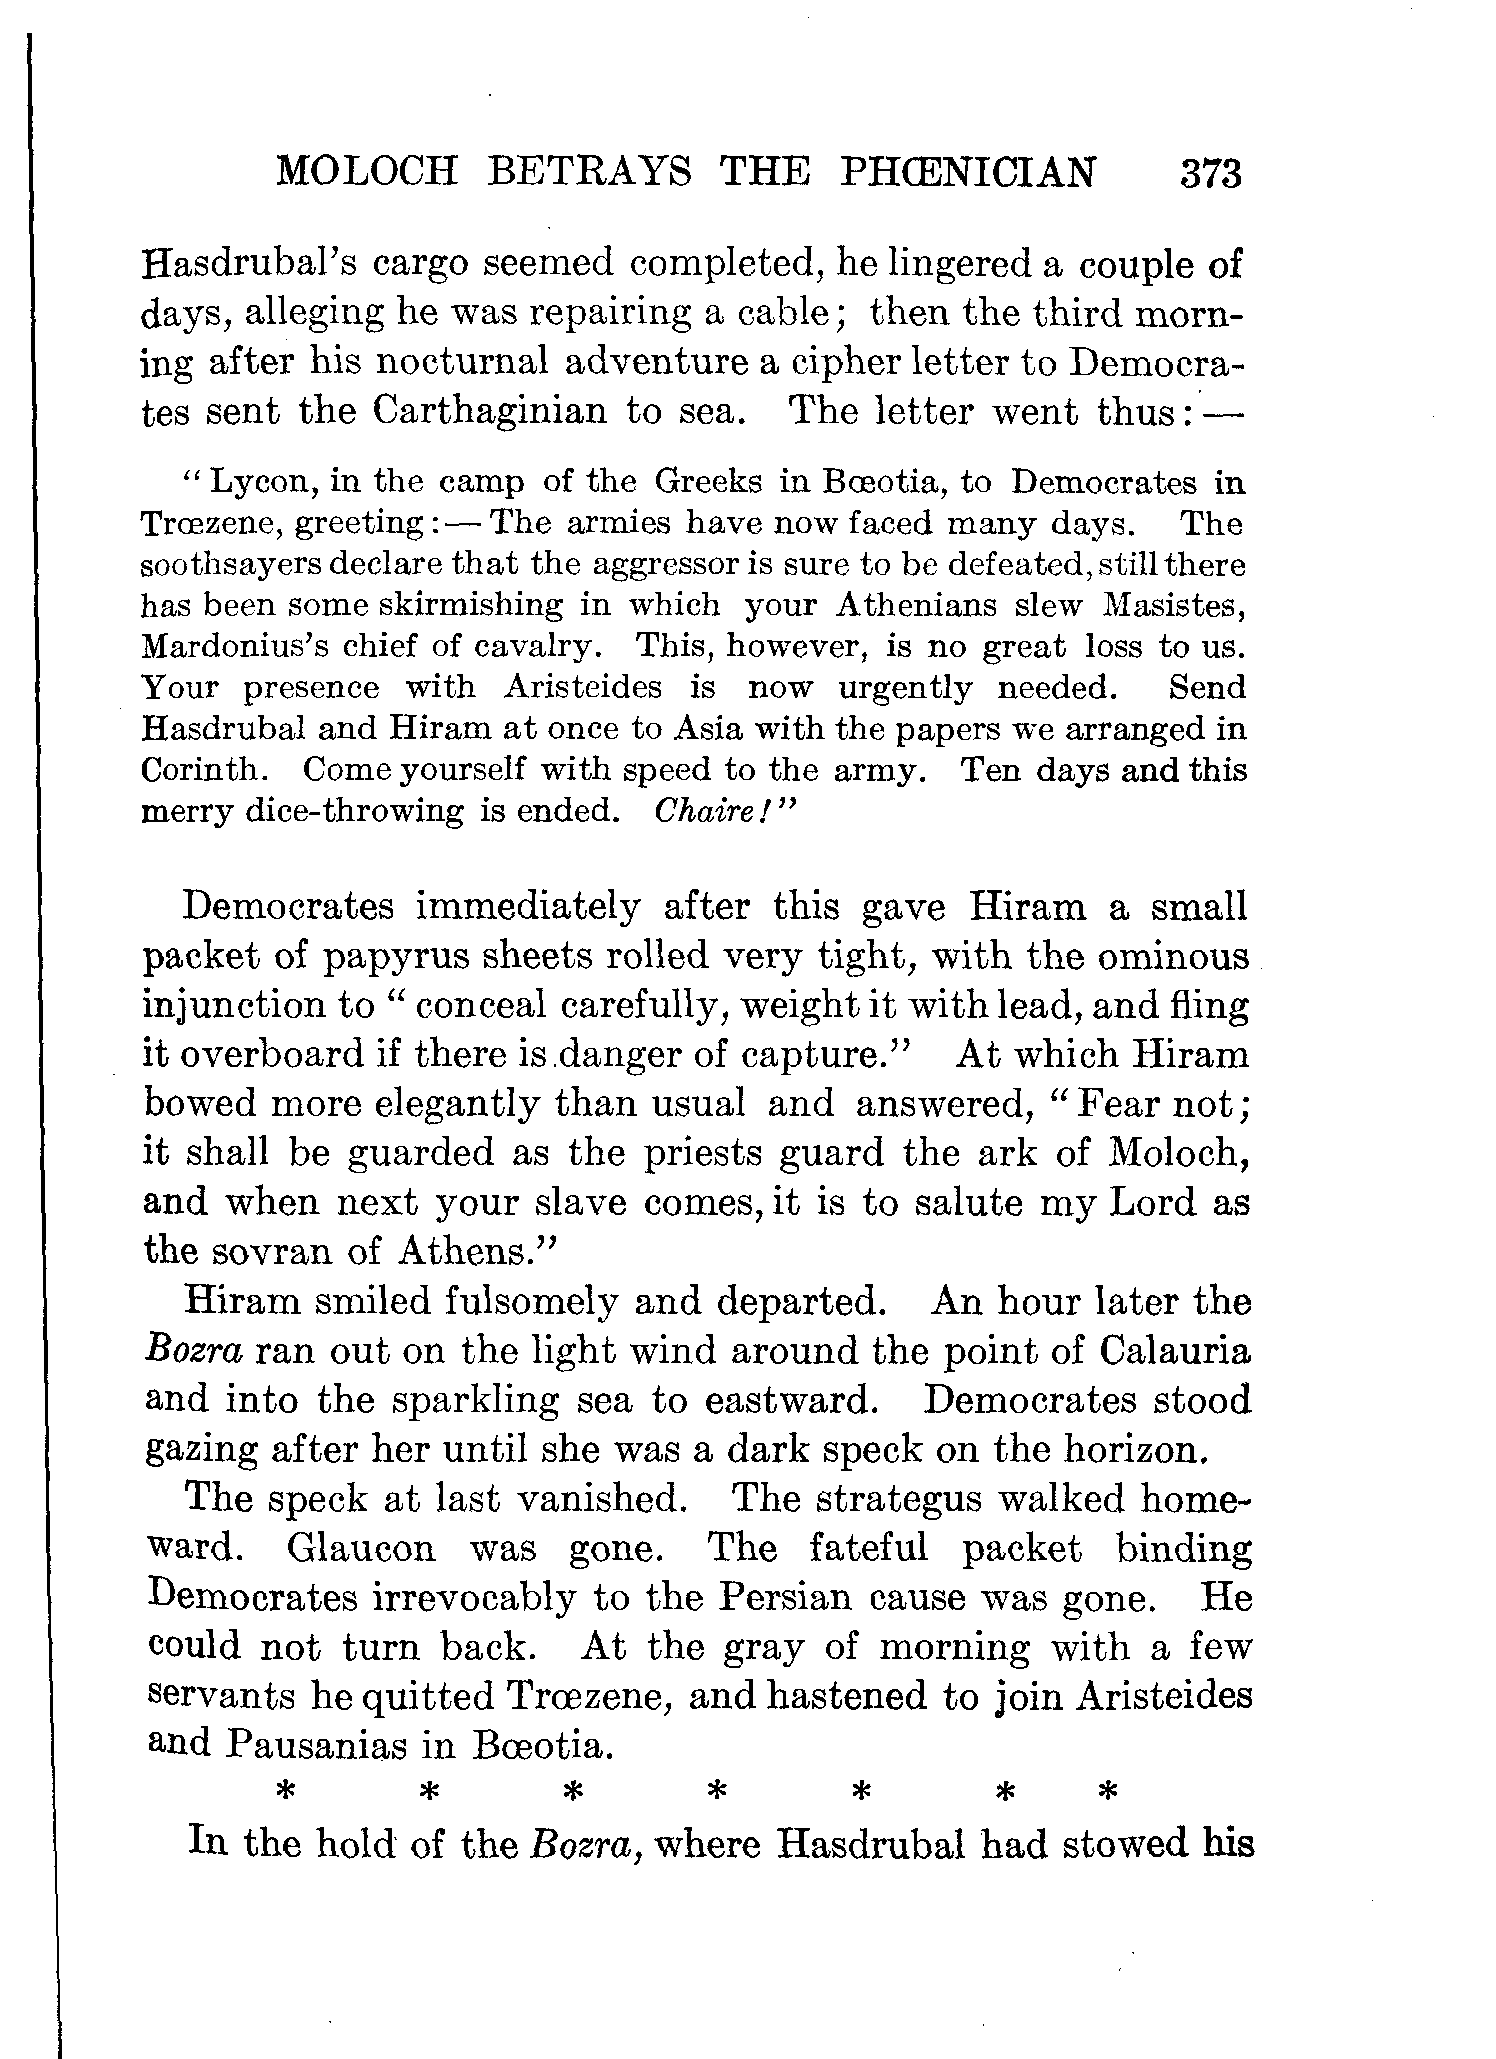 MOLOCH BETRAYS THE PHŒNICIAN 373
Hasdrubal's cargo seemed completed, he lingered a couple of
days, alleging he was repairing a cable; then the third morn-
ing after his nocturnal adventure a cipher letter to Democra-
tes sent the Carthaginian to sea. The letter went thus: —
"Lycon, in the camp of the Greeks in Bœotia, to Democrates in
Trœzene, greeting: — The armies have now faced many days. The
soothsayers declare that the aggressor is sure to be defeated, still there
has been some skirmishing in which your Athenians slew Masistes,
Mardonius's chief of cavalry. This, however, is no great loss to us.
Your presence with Aristeides is now urgently needed. Send
Hasdrubal and Hiram at once to Asia with the papers we arranged in
Corinth. Come yourself with speed to the army. Ten days and this
merry dice-throwing is ended. Chaire!"
Democrates immediately after this gave Hiram a small
packet of papyrus sheets rolled very tight, with the ominous
injunction to "conceal carefully, weight it with lead, and fling
it overboard if there is danger of capture." At which Hiram
bowed more elegantly than usual and answered, "Fear not;
it shall be guarded as the priests guard the ark of Moloch,
and when next your slave comes, it is to salute my Lord as
the sovran of Athens."
Hiram smiled fulsomely and departed. An hour later the
Bozra ran out on the light wind around the point of Calauria
and into the sparkling sea to eastward. Democrates stood
gazing after her until she was a dark speck on the horizon.
The speck at last vanished. The strategus walked home-
ward. Glaucon was gone. The fateful packet binding
Democrates irrevocably to the Persian cause was gone. He
could not turn back. At the gray of morning with a few
servants he quitted Trœzene, and hastened to join Aristeides
and Pausanias in Bœotia.
* * * * * * *
In the hold of the Bozra, where Hasdrubal had stowed his